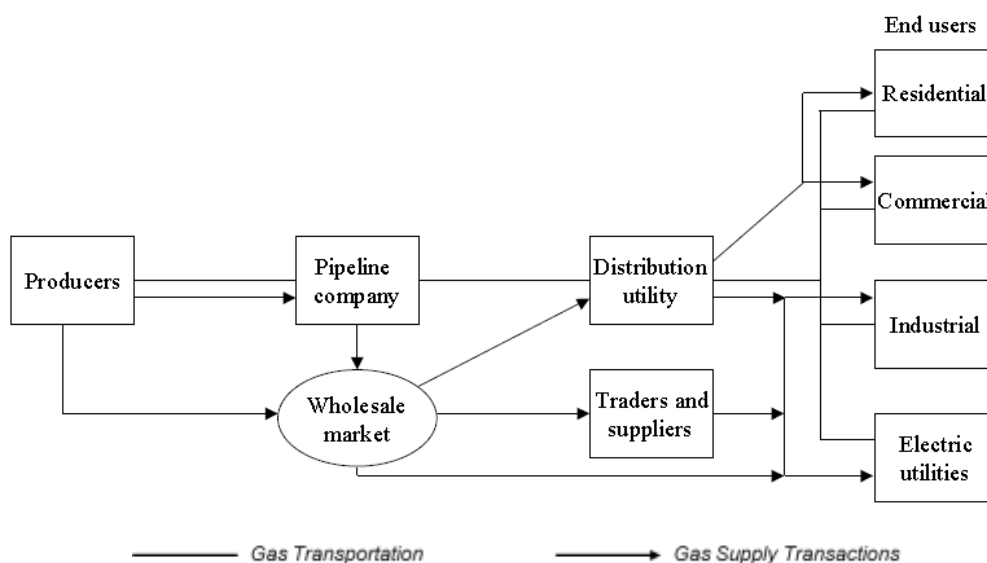 End users
Residential
Commercial
Producers
Pipeline
company
Distribution
utility
Industrial
Wholesale
market
Traders and
suppliers
Electric
utilities
Gas Transportation
Gas Supply Transactions